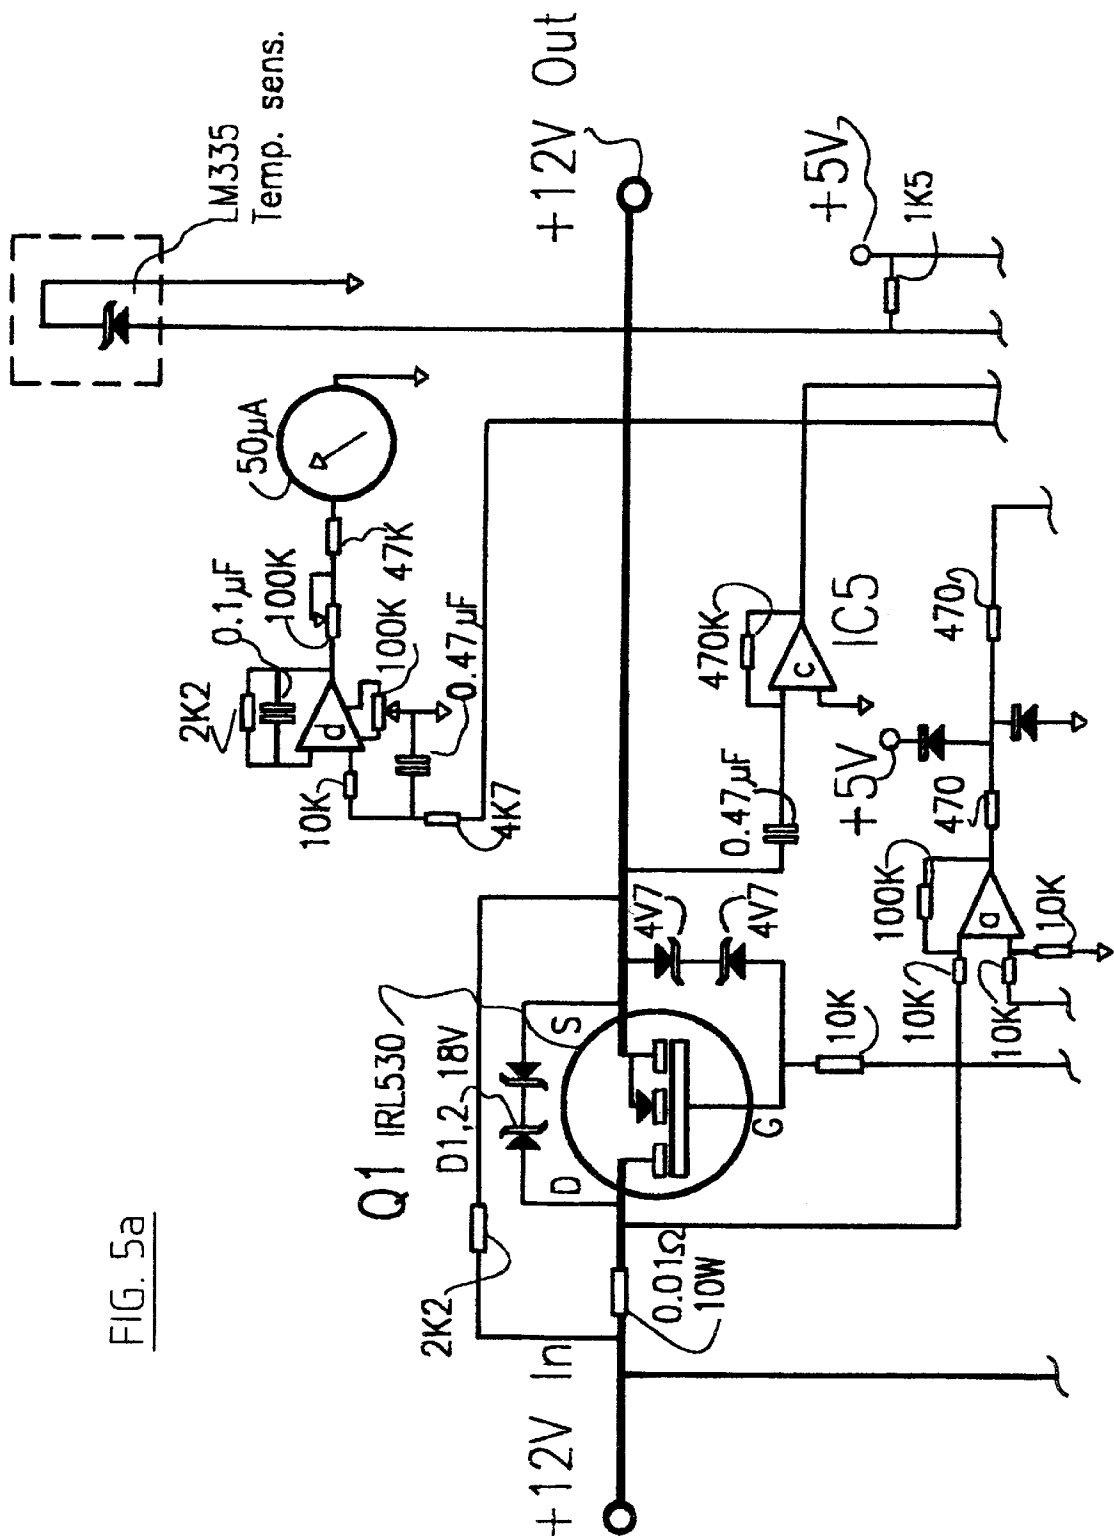 FIG. 5a
LM335
Temp. sens.
50µA
0.1µF
2K2
100K
47K
d
100K
0.47µF
10K
4K7
+12V Out
+12V In
2K2
Q1 IRL530
D1,2 18V
D
S
G
0.01Ω
10W
4V7
4V7
10K
0.47µF
470K
c
IC5
+5V
1K5
+5V
470
470
100K
a
10K
10K
10K